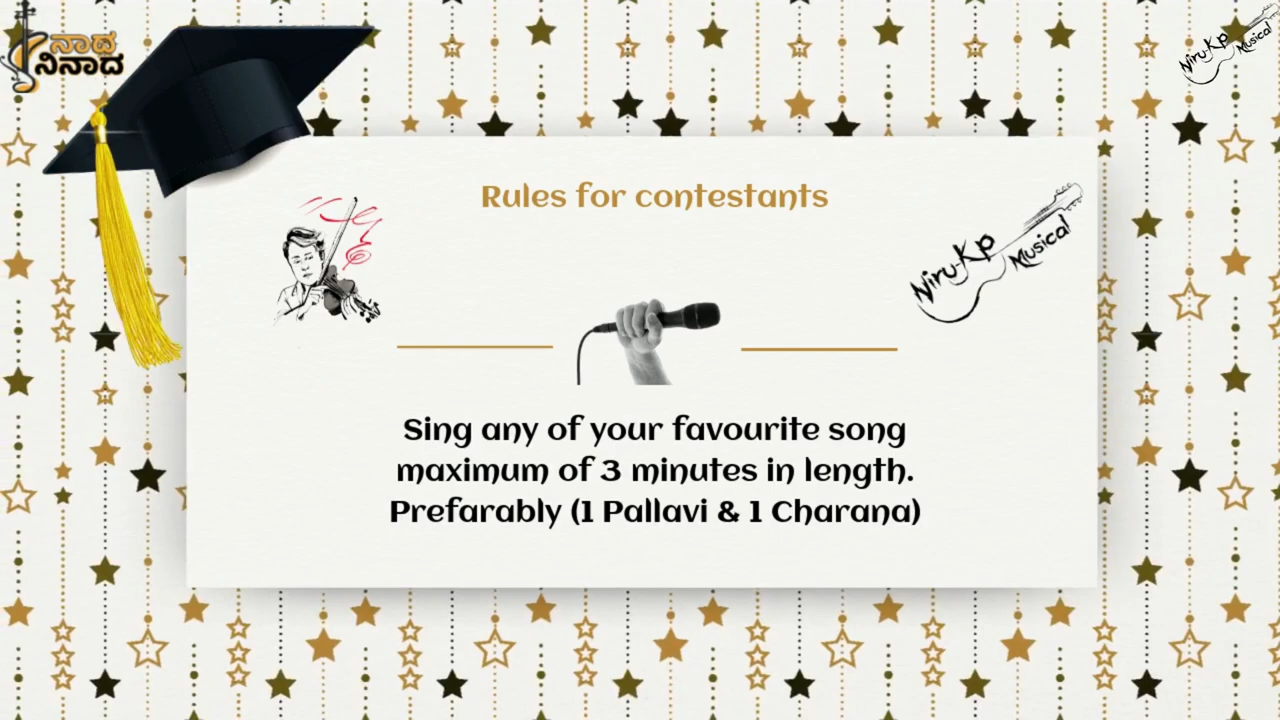 ನಾದ
ನಿನಾದ
Niru-Kp Musical
Rules for contestants
Niru-Kp Musical
Sing any of your favourite song
maximum of 3 minutes in length.
Prefarably (1 Pallavi & 1 Charana)